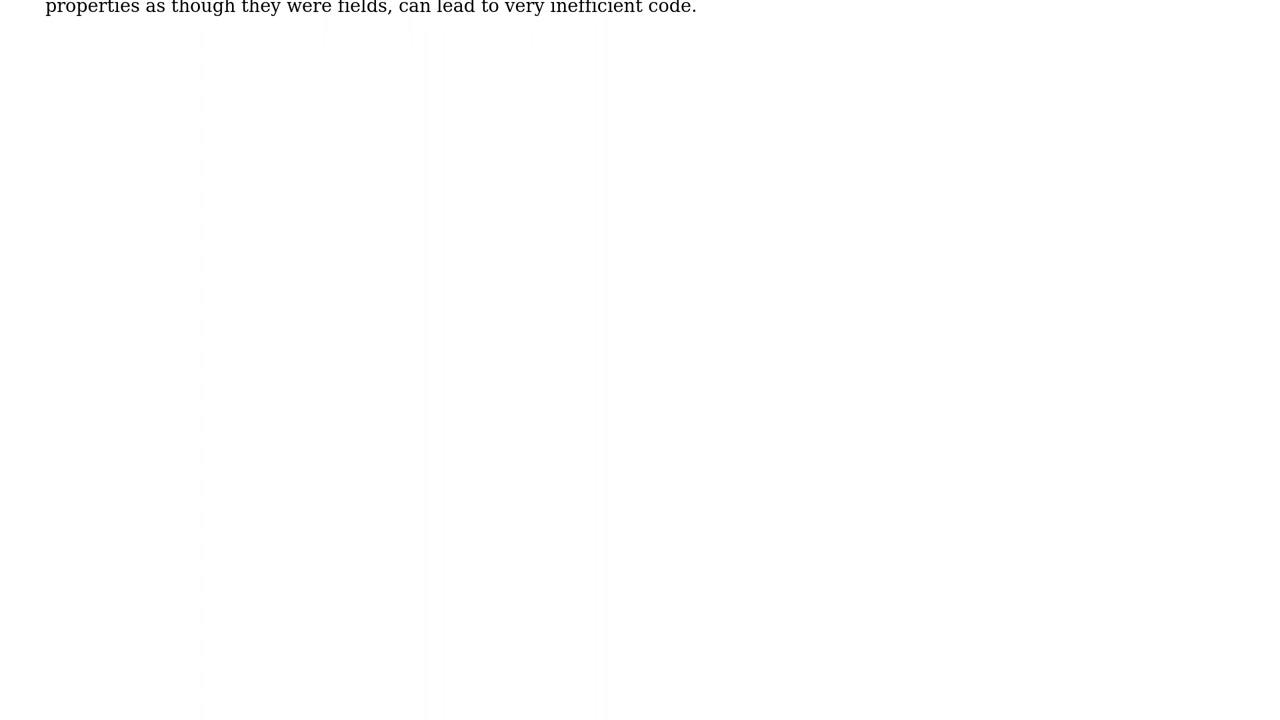 properties as though they were fields, can lead to very inefficient code.